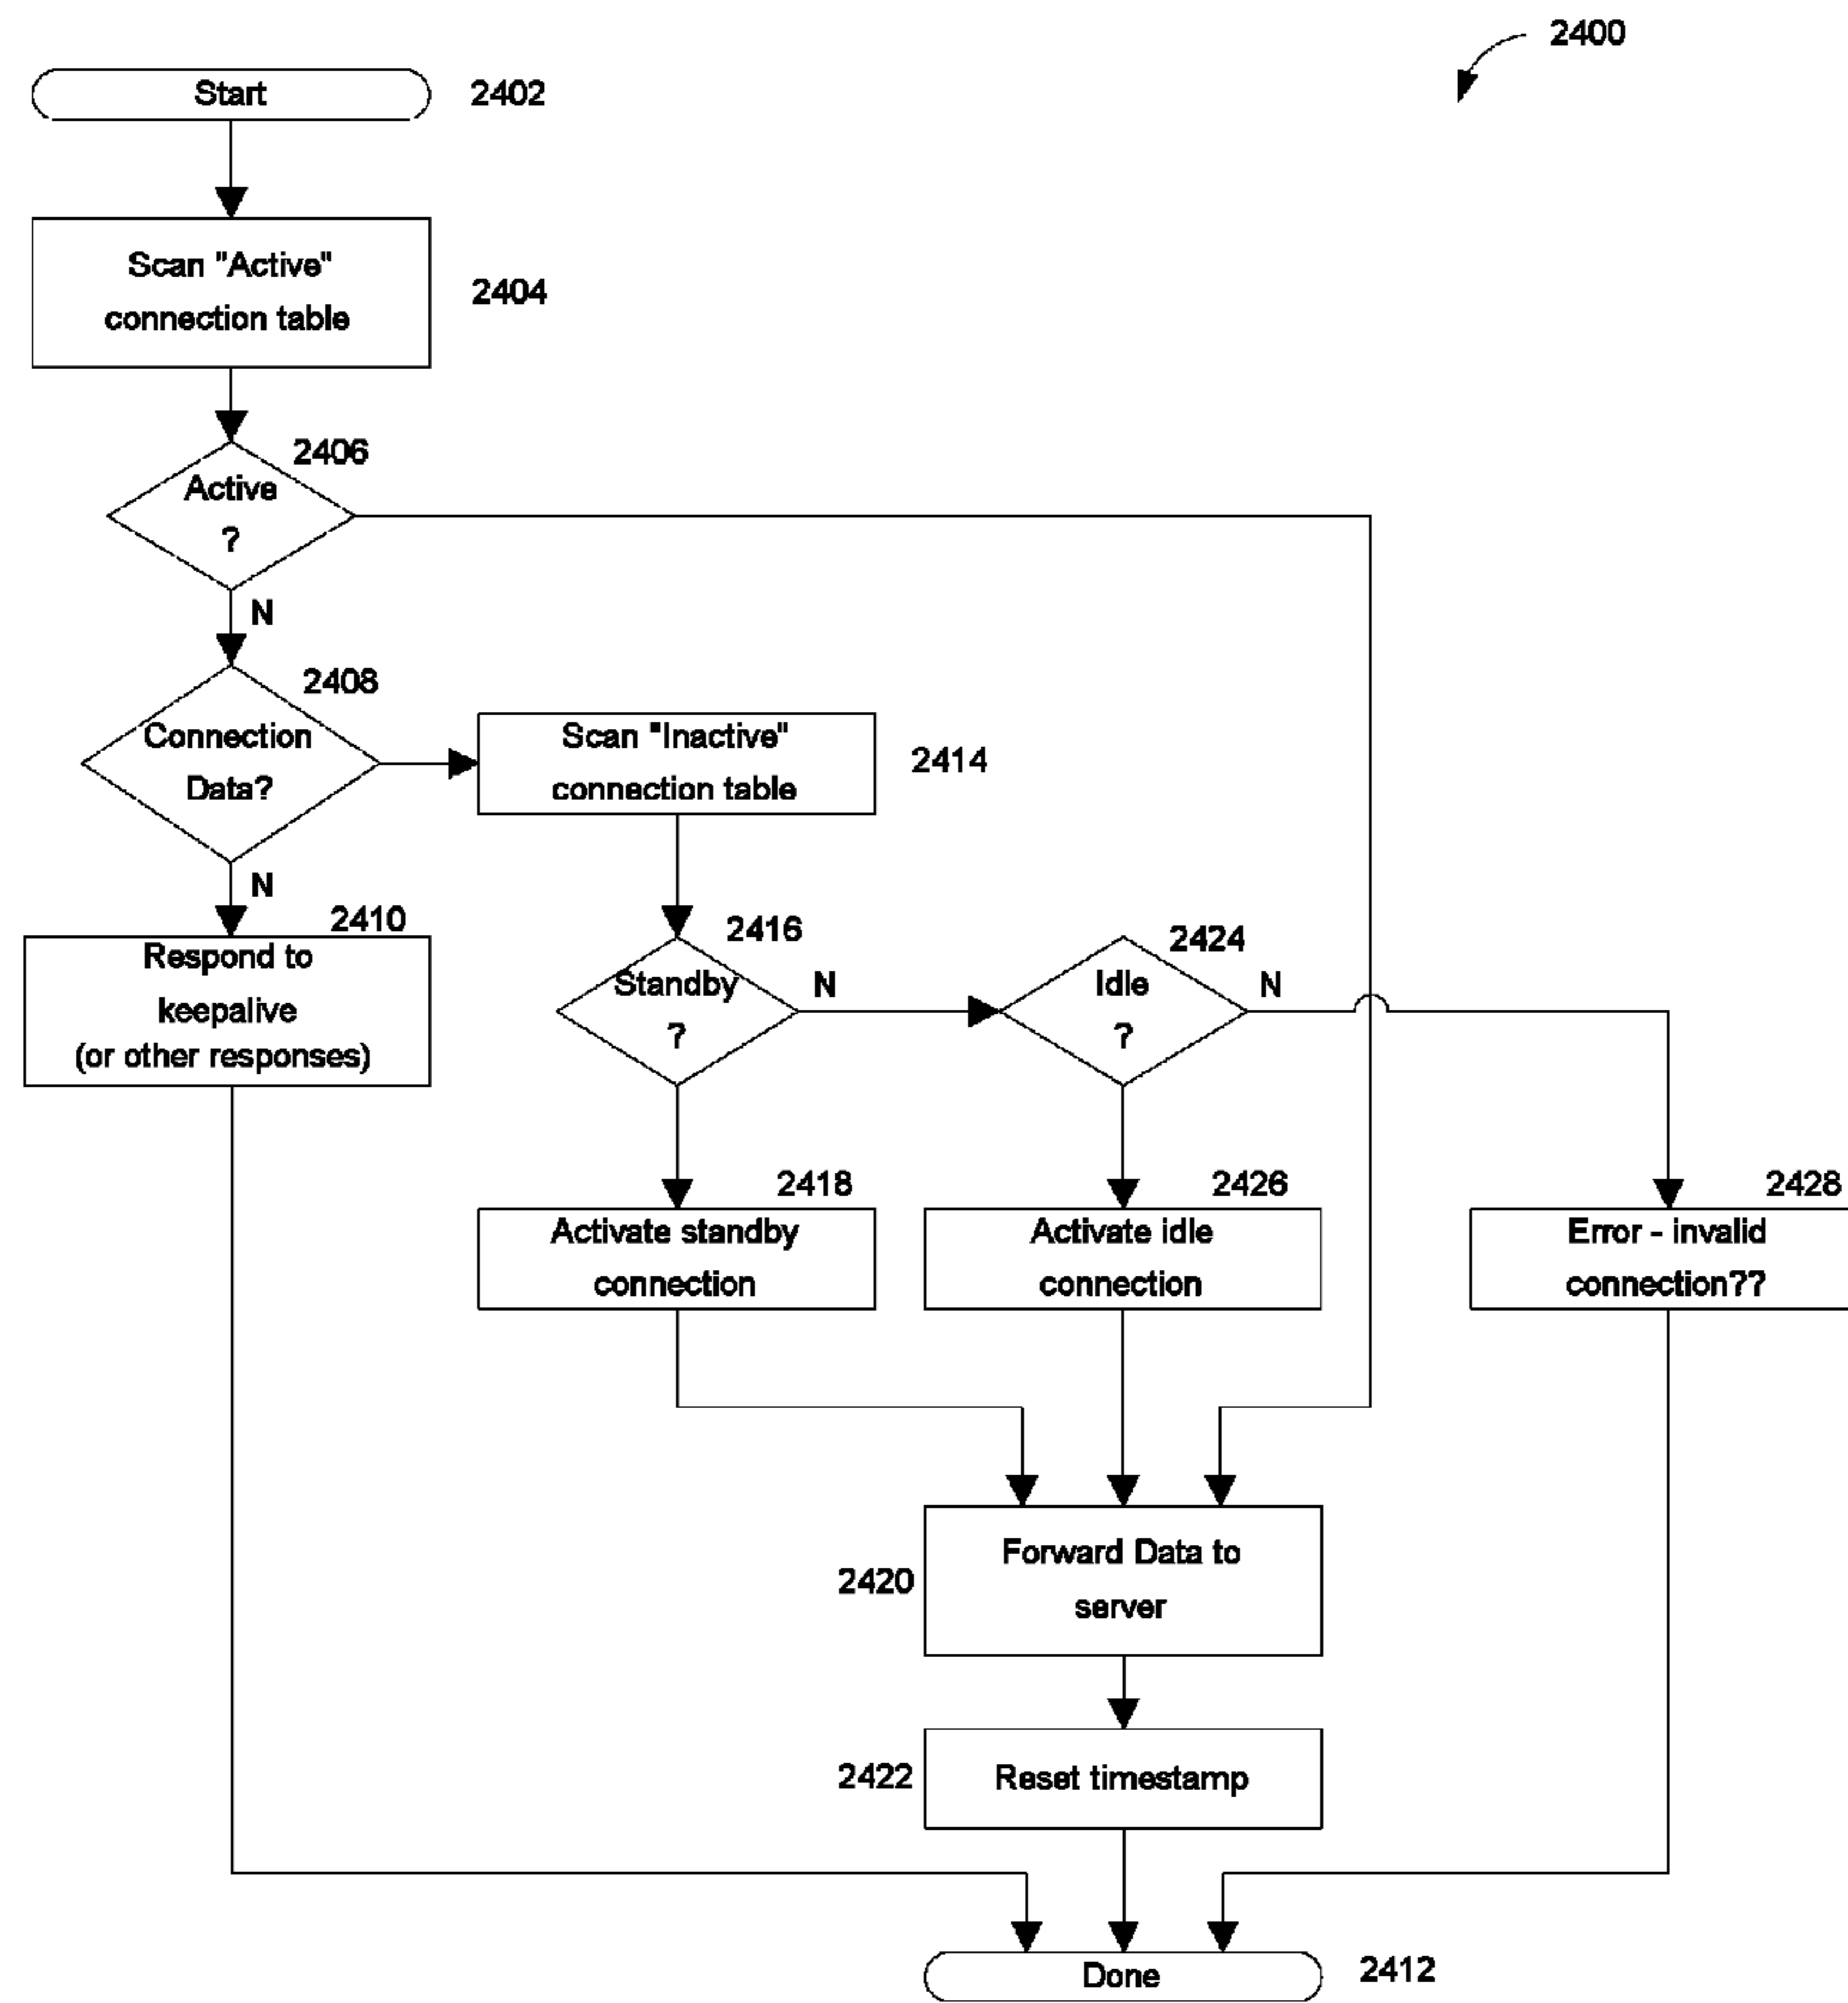 2400
Start
2402
Scan "Active"
connection table
2404
2406
Active
?
N
2408
Connection
Data?
Scan "Inactive"
connection table
2414
N
2410
Respond to
keepalive
(or other responses)
2416
Standby
?
N
2424
Idle
?
N
2418
Activate standby
connection
2426
Activate idle
connection
2428
Error - invalid
connection??
2420
Forward Data to
server
2422
Reset timestamp
Done
2412